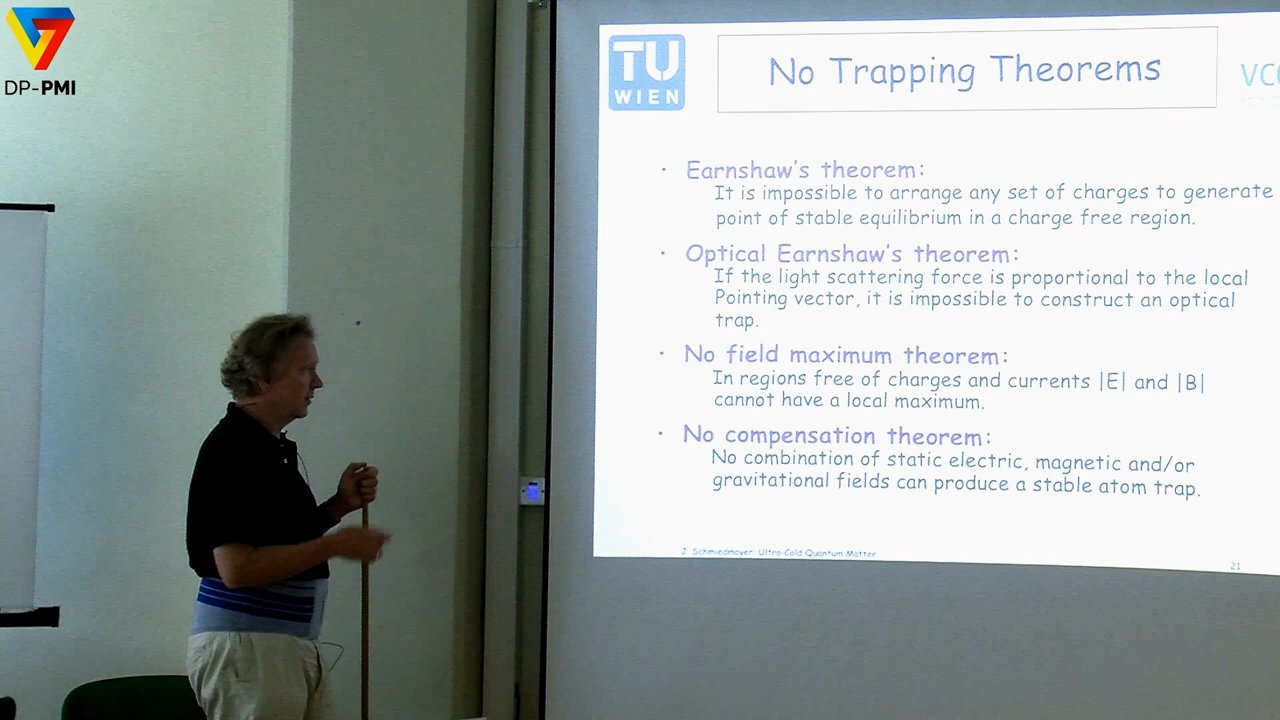 DP-PMI
TU
WIEN
No Trapping Theorems
VC
• Earnshaw's theorem:
It is impossible to arrange any set of charges to generate
point of stable equilibrium in a charge free region.
• Optical Earnshaw's theorem:
If the light scattering force is proportional to the local
Pointing vector, it is impossible to construct an optical
trap.
• No field maximum theorem:
In regions free of charges and currents |E| and |B|
cannot have a local maximum.
• No compensation theorem:
No combination of static electric, magnetic and/or
gravitational fields can produce a stable atom trap.
J. Schmiedmayer: Ultra-Cold Quantum Matter
21